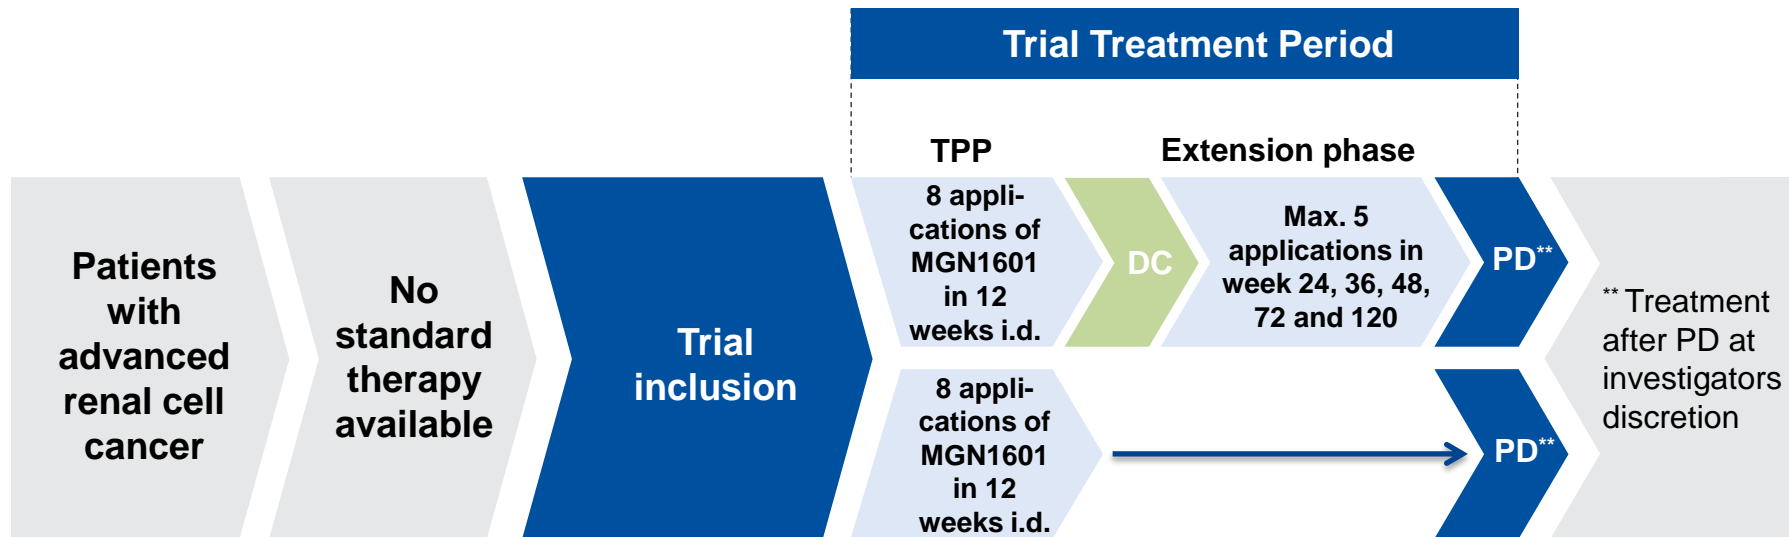 Trial Treatment Period
TPP
Extension phase
Patients
with
advanced
renal cell
cancer
No
standard
therapy
available
Trial
inclusion
8 appli-
cations of
MGN1601
in 12
weeks i.d.
DC
Max. 5
applications in
week 24, 36, 48,
72 and 120
PD**
8 appli-
cations of
MGN1601
in 12
weeks i.d.
PD**
** Treatment
after PD at
investigators
discretion